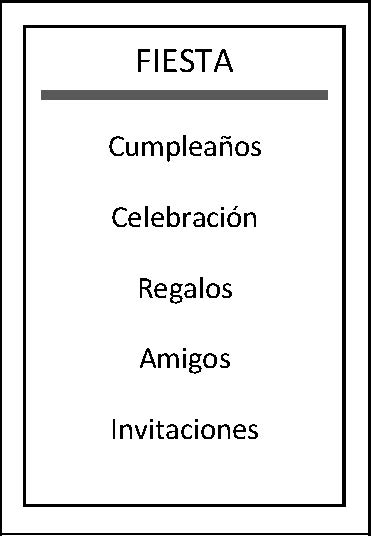 FIESTA
Cumpleaños
Celebración
Regalos
Amigos
Invitaciones